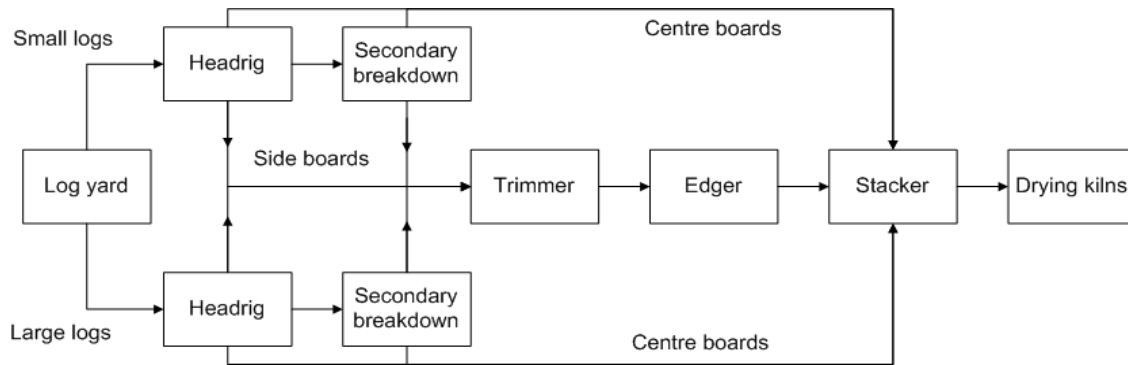 Small logs
Headrig
Secondary
breakdown
Centre boards
Log yard
Side boards
Trimmer
Edger
Stacker
Drying kilns
Large logs
Headrig
Secondary
breakdown
Centre boards